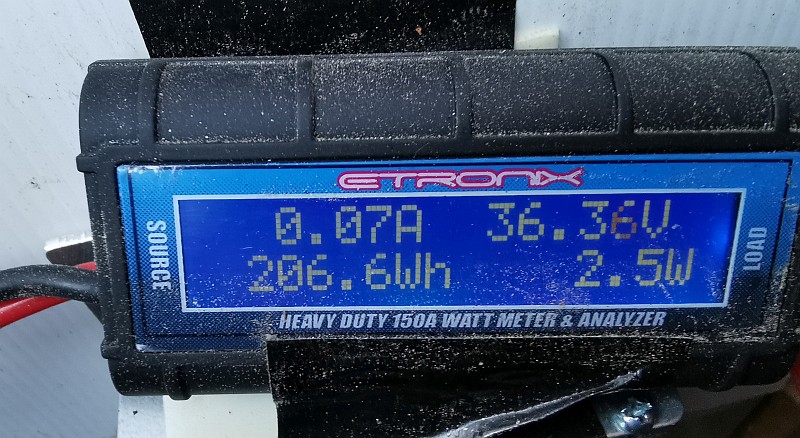 ETRONIX
SOURCE
0.07A 36.36V
206.6Wh 2.5W
LOAD
HEAVY DUTY 150A WATT METER & ANALYZER